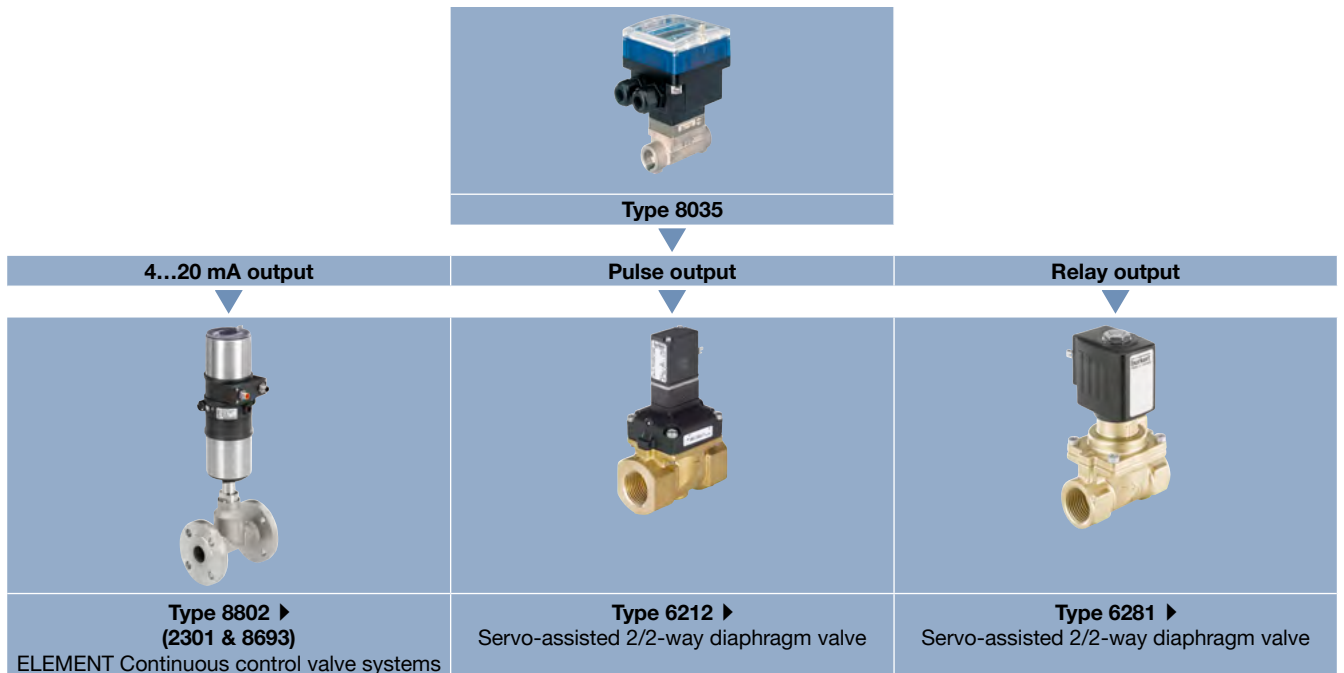 Type 8035
4…20 mA output
Pulse output
Relay output
Type 8802
(2301 & 8693)
ELEMENT Continuous control valve systems
Type 6212
Servo-assisted 2/2-way diaphragm valve
Type 6281
Servo-assisted 2/2-way diaphragm valve